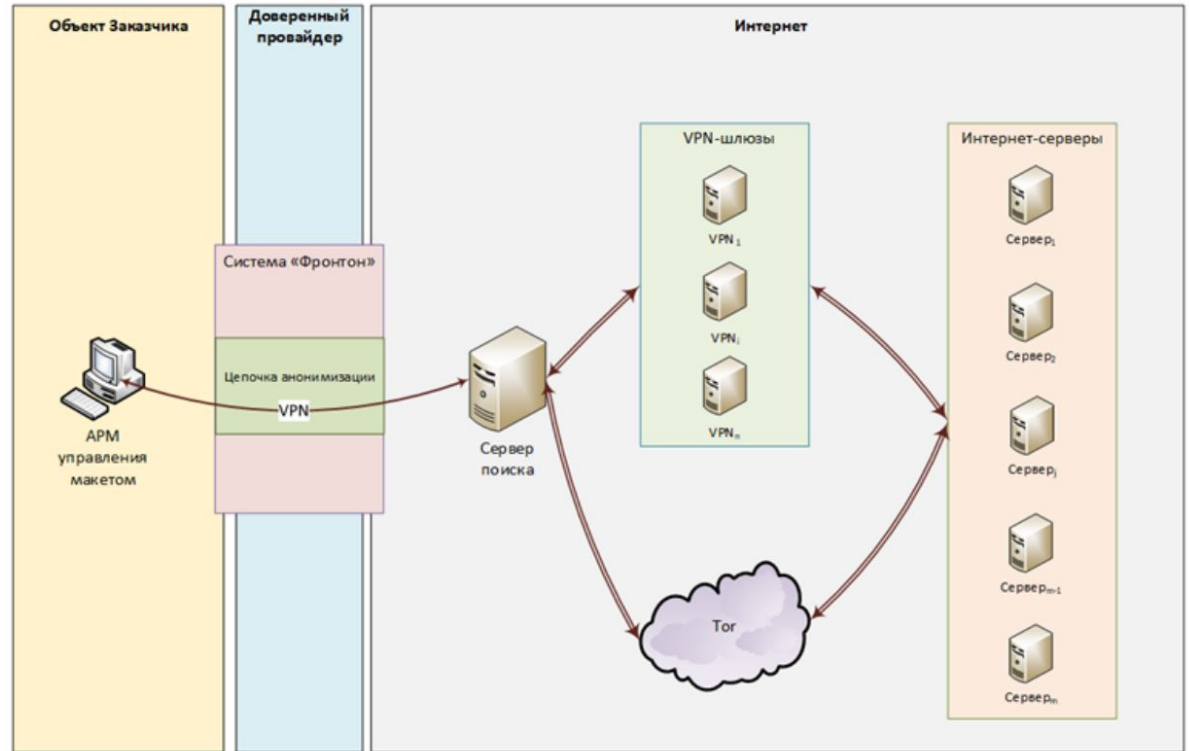 Объект Заказчика
Доверенный
провайдер
Интернет
Система «Фронтон»
Цепочка анонимизации
VPN
АРМ
управления
макетом
Сервер
поиска
VPN-шлюзы
VPN₁
VPNᵢ
VPNₙ
Tor
Интернет-серверы
Сервер₁
Сервер₂
Серверⱼ
Серверₘ₋₁
Серверₘ